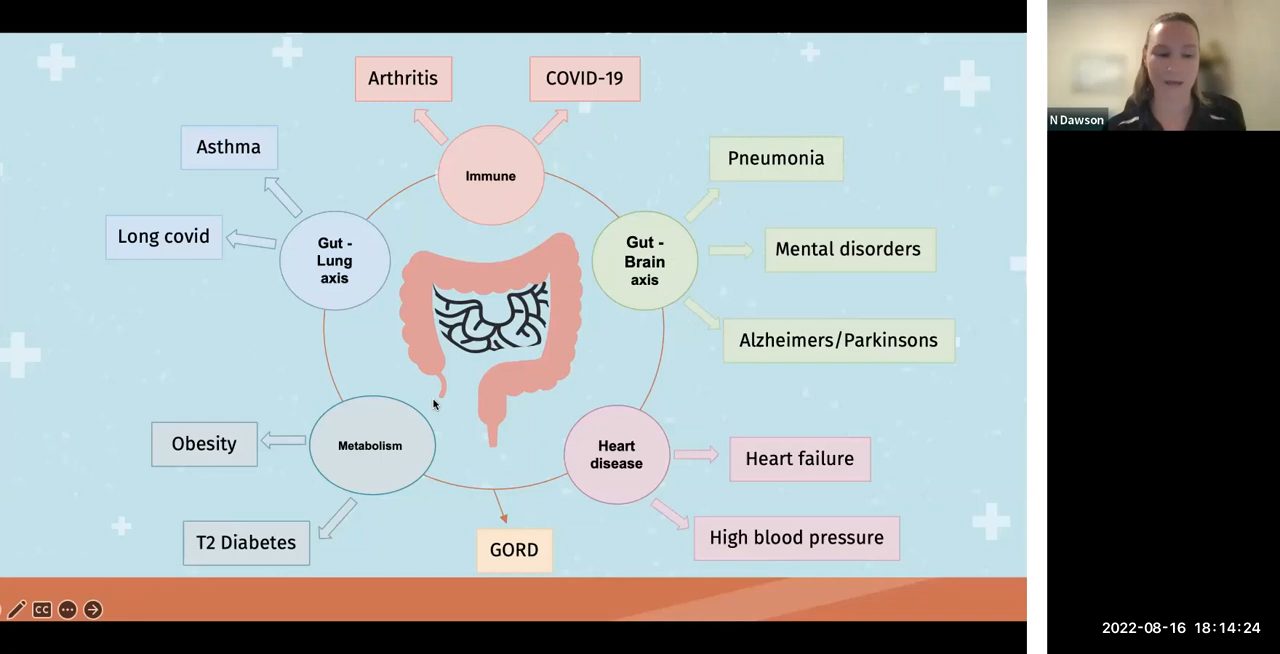 Arthritis
COVID-19
Asthma
Immune
Pneumonia
Long covid
Gut -
Lung
axis
Gut -
Brain
axis
Mental disorders
Alzheimers/Parkinsons
Obesity
Metabolism
Heart
disease
Heart failure
T2 Diabetes
GORD
High blood pressure
CC
N Dawson
2022-08-16 18:14:24